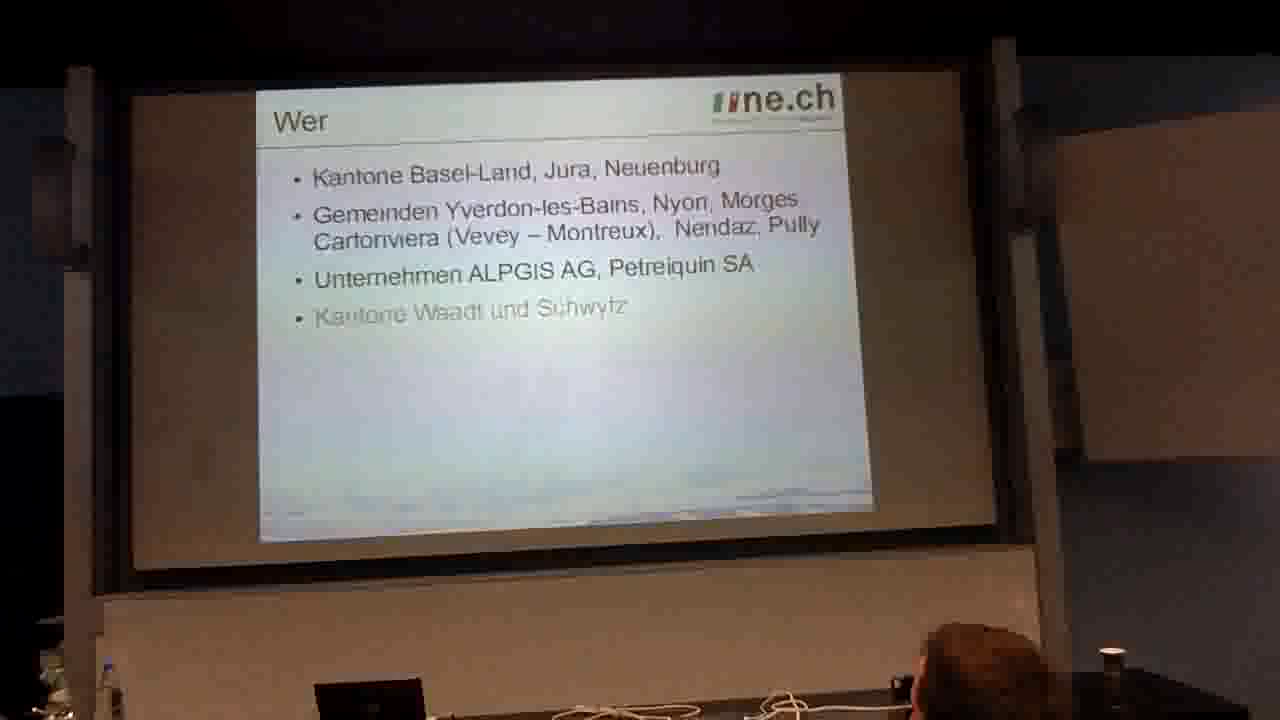 Wer
ne.ch
• Kantone Basel-Land, Jura, Neuenburg
• Gemeinden Yverdon-les-Bains, Nyon, Morges
Cartoriviera (Vevey – Montreux), Nendaz, Pully
• Unternehmen ALPGIS AG, Petreiquin SA
• Kantone Waadt und Schwytz